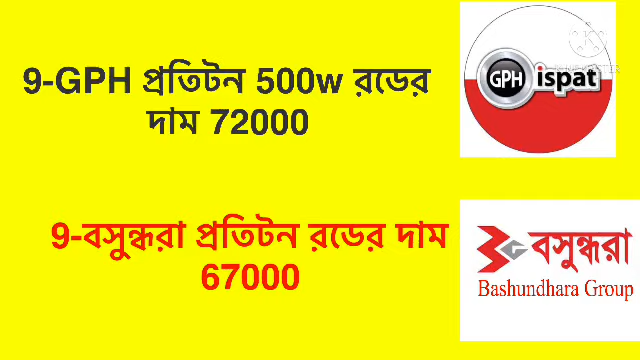 9-GPH প্রতিটন 500w রডের
দাম 72000
GPH ispat
9-বসুন্ধরা প্রতিটন রডের দাম
67000
বসুন্ধরা
Bashundhara Group